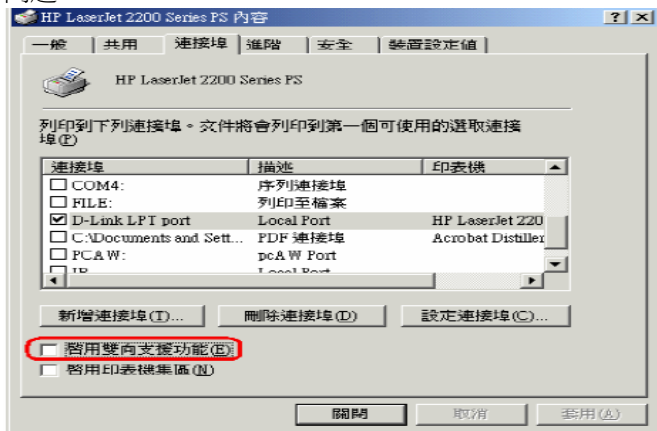 HP LaserJet 2200 Series PS 內容
一般 共用 連接埠 進階 安全 裝置設定值
HP LaserJet 2200 Series PS
列印到下列連接埠。文件將會列印到第一個可使用的選取連接
埠(P)
連接埠 描述 印表機
COM4: 序列連接埠
FILE: 列印至檔案
D-Link LPT port Local Port HP LaserJet 220
C:\Documents and Sett... PDF 連接埠 Acrobat Distiller
PCAW: pcAW Port
Local Port
新增連接埠(T)... 刪除連接埠(D) 設定連接埠(C)...
啟用雙向支援功能(E)
啟用印表機集區(N)
關閉 取消 套用(A)